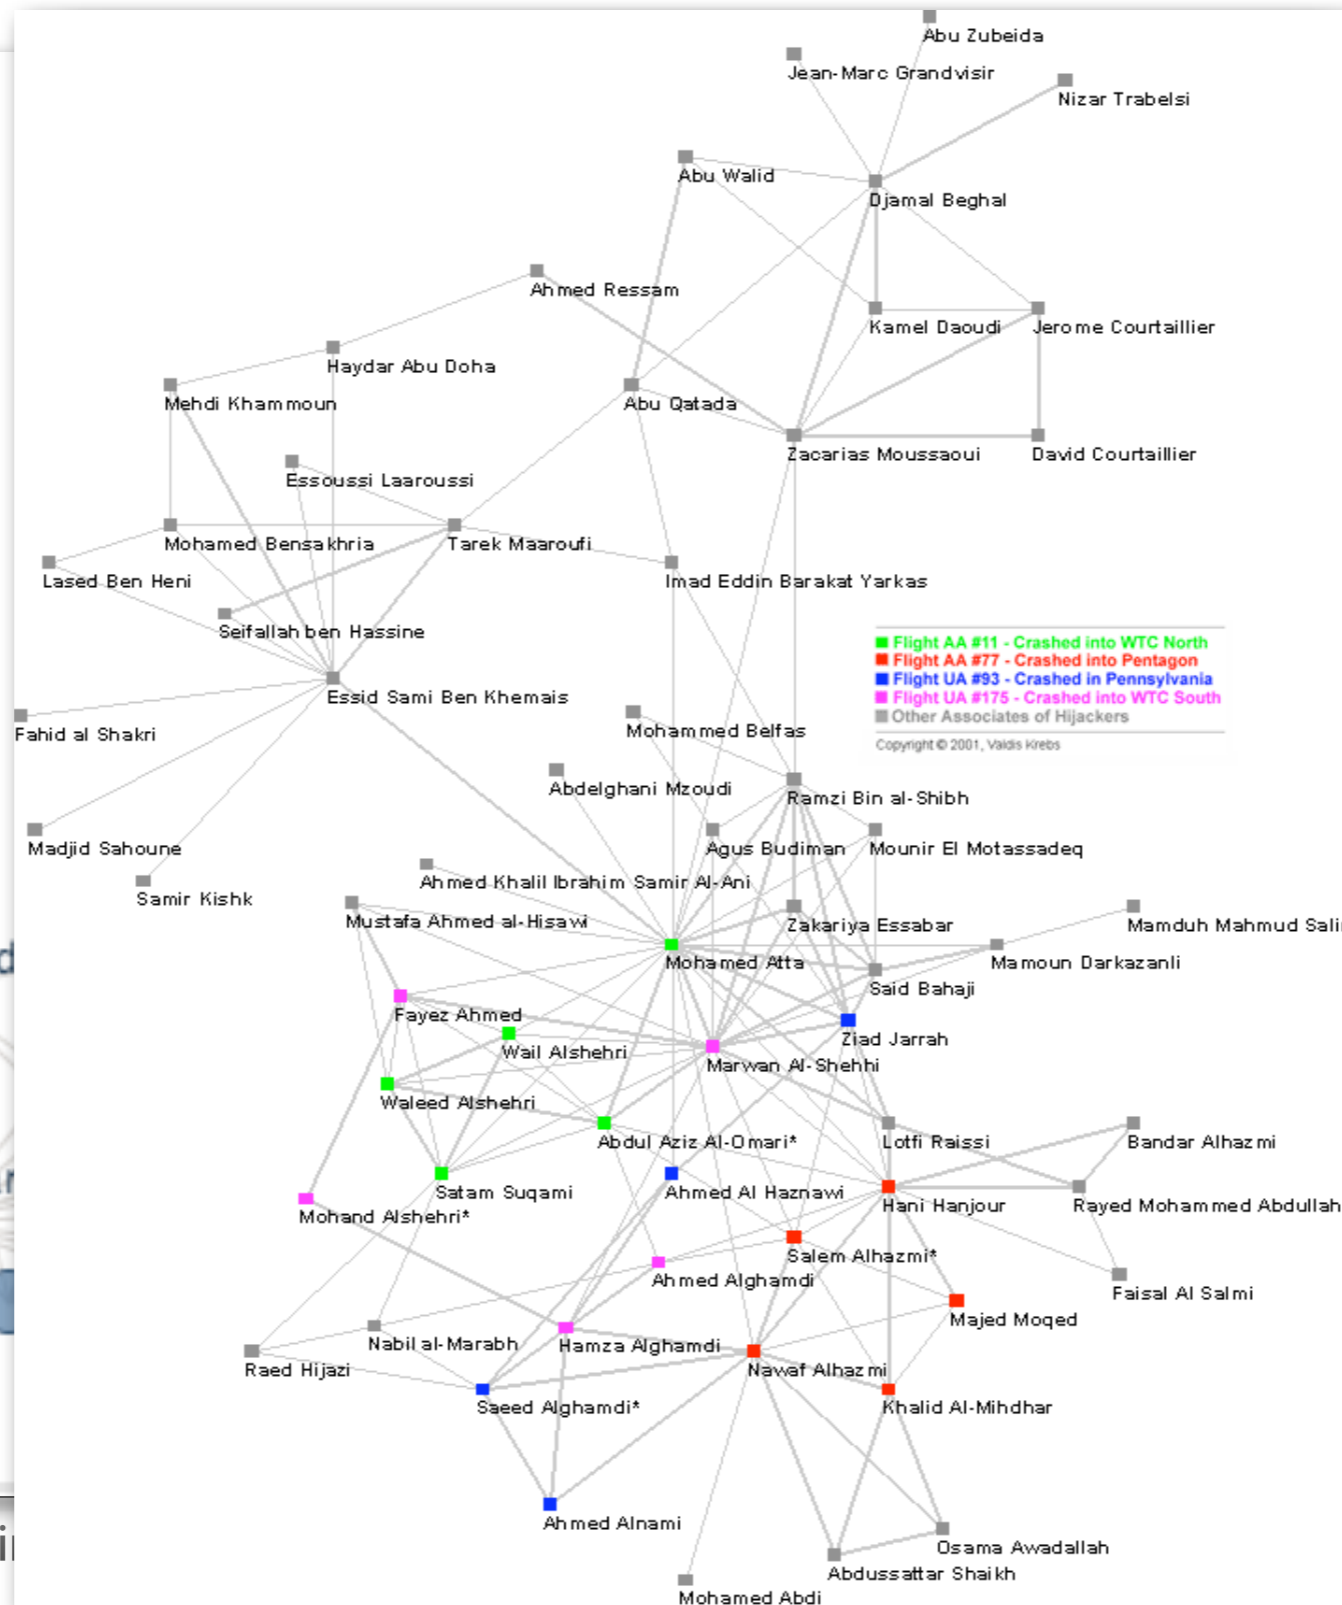 Abu Zubeida
Jean-Marc Grandvisir
Nizar Trabelsi
Abu Walid
Djamal Beghal
Ahmed Ressam
Kamel Daoudi
Jerome Courtaillier
Haydar Abu Doha
Mehdi Khammoun
Abu Qatada
Zacarias Moussaoui
David Courtaillier
Essoussi Laaroussi
Mohamed Bensakhria
Tarek Maaroufi
Lased Ben Heni
Imad Eddin Barakat Yarkas
Seifallah ben Hassine
Flight AA #11 - Crashed into WTC North
Flight AA #77 - Crashed into Pentagon
Flight UA #93 - Crashed in Pennsylvania
Flight UA #175 - Crashed into WTC South
Other Associates of Hijackers
Copyright © 2001, Valdis Krebs
Essid Sami Ben Khemais
Fahid al Shakri
Mohammed Belfas
Abdelghani Mzoudi
Ramzi Bin al-Shibh
Madjid Sahoune
Agus Budiman
Mounir El Motassadeq
Ahmed Khalil Ibrahim Samir Al-Ani
Samir Kishk
Mustafa Ahmed al-Hisawi
Zakariya Essabar
Mamduh Mahmud Salim
Mohamed Atta
Mamoun Darkazanli
Said Bahaji
Fayez Ahmed
Ziad Jarrah
Wail Alshehri
Marwan Al-Shehhi
Waleed Alshehri
Abdul Aziz Al-Omari*
Lotfi Raissi
Bandar Alhazmi
Satam Suqami
Ahmed Al Haznawi
Hani Hanjour
Rayed Mohammed Abdullah
Mohand Alshehri*
Salem Alhazmi*
Ahmed Alghamdi
Faisal Al Salmi
Majed Moqed
Nabil al-Marabh
Hamza Alghamdi
Raed Hijazi
Nawaf Alhazmi
Saeed Alghamdi*
Khalid Al-Mihdhar
Ahmed Alnami
Osama Awadallah
Abdussattar Shaikh
Mohamed Abdi